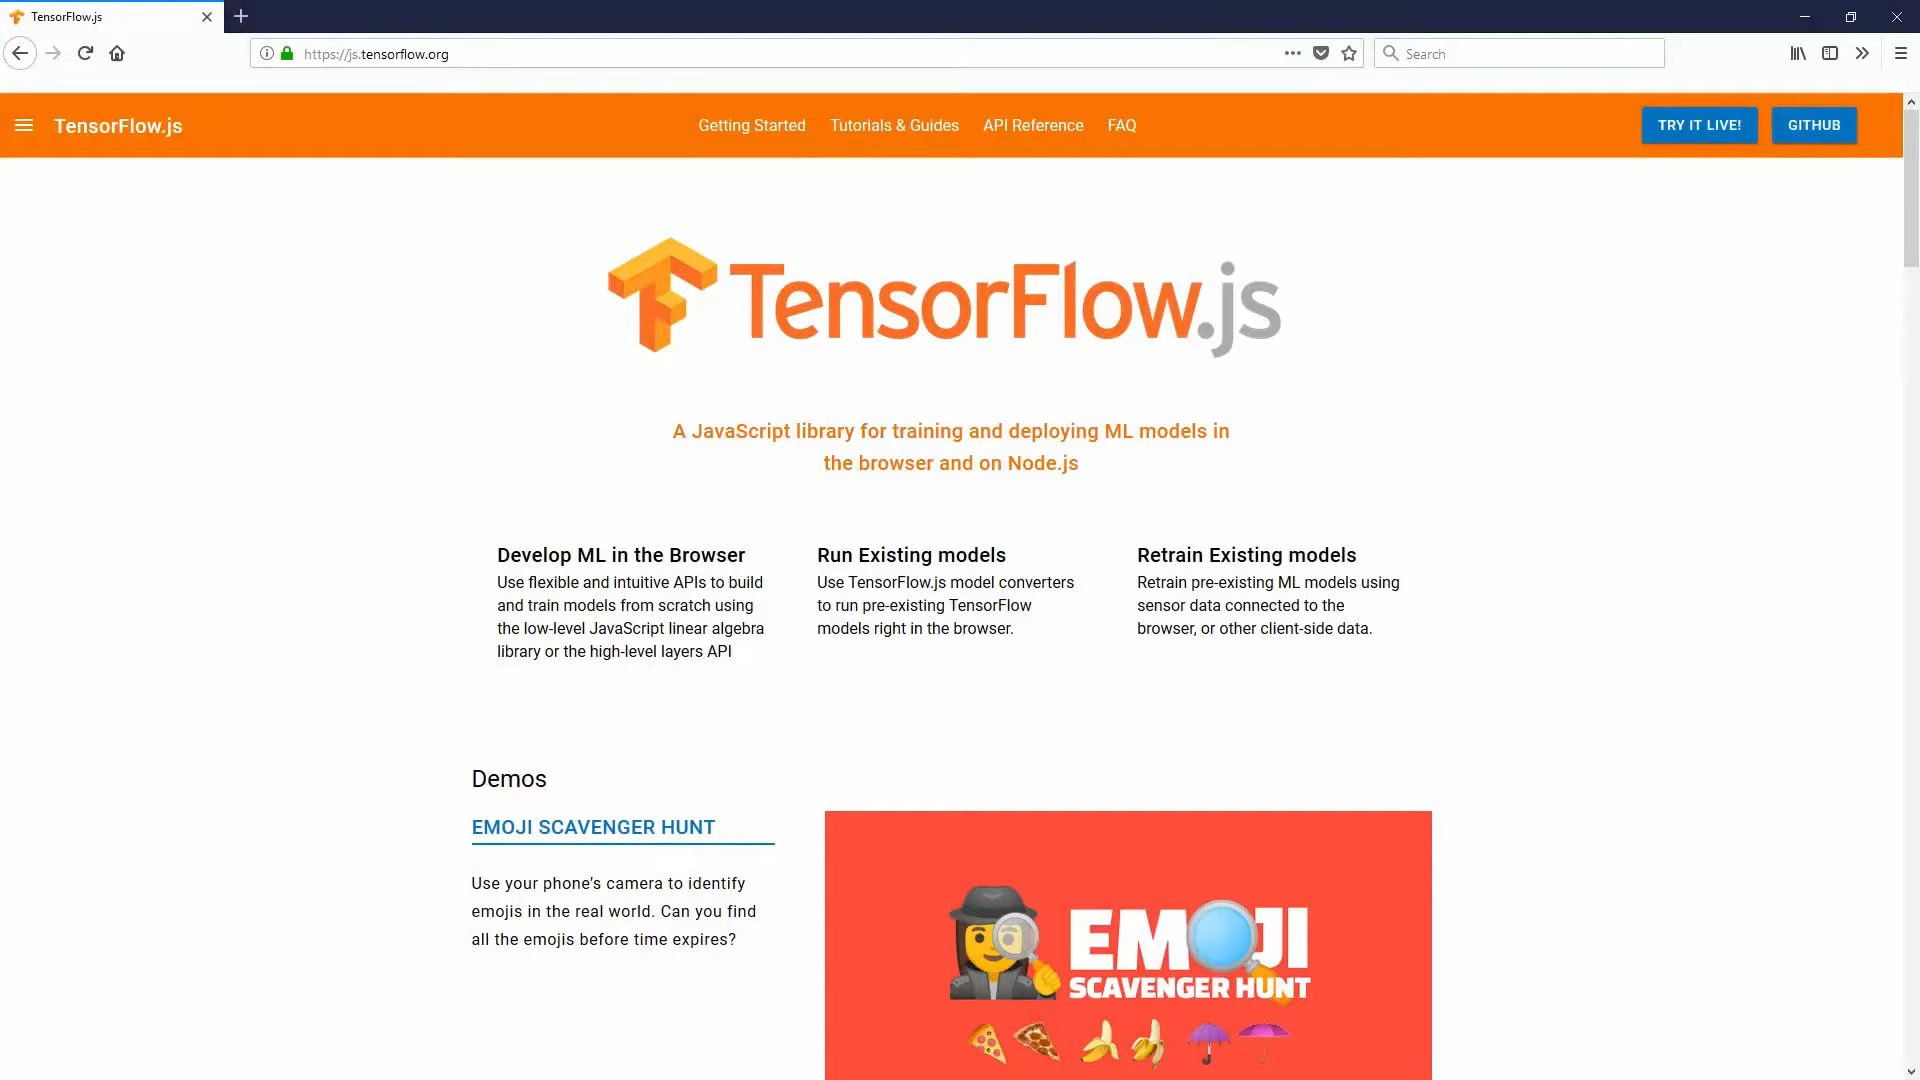 TensorFlow.js
https://js.tensorflow.org
Search
TensorFlow.js
Getting Started
Tutorials & Guides
API Reference
FAQ
TRY IT LIVE!
GITHUB
TensorFlow.js
A JavaScript library for training and deploying ML models in
the browser and on Node.js
Develop ML in the Browser
Use flexible and intuitive APIs to build
and train models from scratch using
the low-level JavaScript linear algebra
library or the high-level layers API
Run Existing models
Use TensorFlow.js model converters
to run pre-existing TensorFlow
models right in the browser.
Retrain Existing models
Retrain pre-existing ML models using
sensor data connected to the
browser, or other client-side data.
Demos
EMOJI SCAVENGER HUNT
Use your phone’s camera to identify
emojis in the real world. Can you find
all the emojis before time expires?
EMOJI
SCAVENGER HUNT